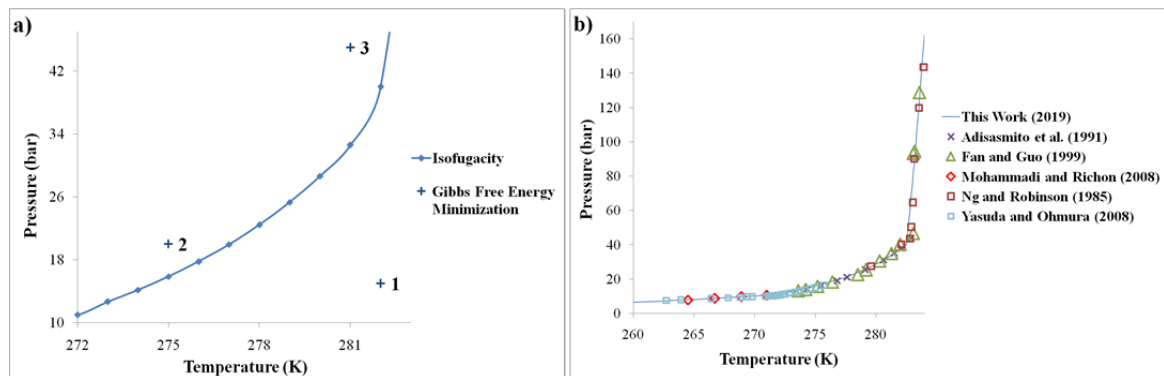 a)
42
34
26
18
10
Pressure (bar)
272
275
278
281
Temperature (K)
1
2
3
Isofugacity
Gibbs Free Energy
Minimization
b)
160
140
120
100
80
60
40
20
0
Pressure (bar)
260
265
270
275
280
Temperature (K)
This Work (2019)
Adisasmito et al. (1991)
Fan and Guo (1999)
Mohammadi and Richon (2008)
Ng and Robinson (1985)
Yasuda and Ohmura (2008)